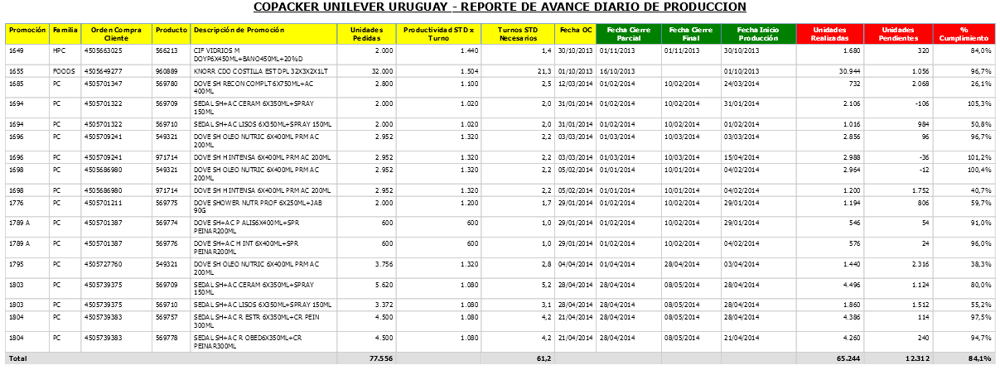 COPACKER UNILEVER URUGUAY - REPORTE DE AVANCE DIARIO DE PRODUCCION
Promoción Familia Orden Compra Cliente Producto Descripción de Promoción Unidades Pedidas Productividad STD x Turno Turnos STD Necesarios Fecha OC Fecha Cierre Parcial Fecha Cierre Final Fecha Inicio Producción Unidades Realizadas Unidades Pendientes % Cumplimiento
1649 HPC 4505663025 566213 CIF VIDRIOS M 2.000 1.440 1,4 30/10/2013 01/11/2013 01/11/2013 30/10/2013 1.680 320 84,0%
DOYP6X450ML+BANO450ML+20%D
1655 FOODS 4505649277 960889 KNORR CDO COSTILLA EST DPL 32X3X2X1LT 32.000 1.504 21,3 01/10/2013 16/10/2013 01/10/2013 30.944 1.056 96,7%
1685 PC 4505701347 569780 DOVE SH RECON COMPLT 6X750ML+AC 2.800 1.100 2,5 12/03/2014 01/02/2014 10/02/2014 24/03/2014 732 2.068 26,1%
400ML
1694 PC 4505701322 569709 SEDAL SH+AC CERAM 6X350ML+SPRAY 2.000 1.020 2,0 31/01/2014 01/02/2014 10/02/2014 31/01/2014 2.106 -106 105,3%
150ML
1694 PC 4505701322 569710 SEDAL SH+AC LISOS 6X350ML+SPRAY 150ML 2.000 1.020 2,0 31/01/2014 01/02/2014 10/02/2014 01/02/2014 1.016 984 50,8%
1696 PC 4505709241 549321 DOVE SH OLEO NUTRIC 6X400ML PRM AC 2.952 1.320 2,2 03/03/2014 01/03/2014 10/03/2014 03/03/2014 2.856 96 96,7%
200ML
1696 PC 4505709241 971714 DOVE SH H INTENSA 6X400ML PRM AC 200ML 2.952 1.320 2,2 03/03/2014 01/03/2014 10/03/2014 15/04/2014 2.988 -36 101,2%
1698 PC 4505686980 549321 DOVE SH OLEO NUTRIC 6X400ML PRM AC 2.952 1.320 2,2 05/02/2014 01/01/2014 10/01/2014 04/02/2014 2.964 -12 100,4%
200ML
1698 PC 4505686980 971714 DOVE SH H INTENSA 6X400ML PRM AC 200ML 2.952 1.320 2,2 05/02/2014 01/01/2014 10/01/2014 04/02/2014 1.200 1.752 40,7%
1776 PC 4505701211 569775 DOVE SHOWER NUTR PROF 6X250ML+JAB 2.000 1.200 1,7 29/01/2014 01/02/2014 10/02/2014 29/01/2014 1.194 806 59,7%
90G
1789 A PC 4505701387 569774 DOVE SH+AC P ALIS6X400ML+SPR 600 600 1,0 29/01/2014 01/02/2014 10/02/2014 29/01/2014 546 54 91,0%
PEINAR200ML
1789 A PC 4505701387 569776 DOVE SH+AC H INT 6X400ML+SPR 600 600 1,0 29/01/2014 01/02/2014 10/02/2014 04/02/2014 576 24 96,0%
PEINAR200ML
1795 PC 4505727760 549321 DOVE SH OLEO NUTRIC 6X400ML PRM AC 3.756 1.320 2,8 04/04/2014 01/04/2014 28/04/2014 03/04/2014 1.440 2.316 38,3%
200ML
1803 PC 4505739375 569709 SEDAL SH+AC CERAM 6X350ML+SPRAY 5.620 1.080 5,2 28/04/2014 28/04/2014 08/05/2014 28/04/2014 4.496 1.124 80,0%
150ML
1803 PC 4505739375 569710 SEDAL SH+AC LISOS 6X350ML+SPRAY 150ML 3.372 1.080 3,1 28/04/2014 28/04/2014 08/05/2014 28/04/2014 1.860 1.512 55,2%
1804 PC 4505739383 569757 SEDAL SH+AC R ESTR 6X350ML+CR PEIN 4.500 1.080 4,2 21/04/2014 28/04/2014 08/05/2014 28/04/2014 4.386 114 97,5%
300ML
1804 PC 4505739383 569778 SEDAL SH+AC R OBED6X350ML+CR 4.500 1.080 4,2 21/04/2014 28/04/2014 08/05/2014 21/04/2014 4.260 240 94,7%
PEINAR300ML
Total 77.556 61,2 65.244 12.312 84,1%